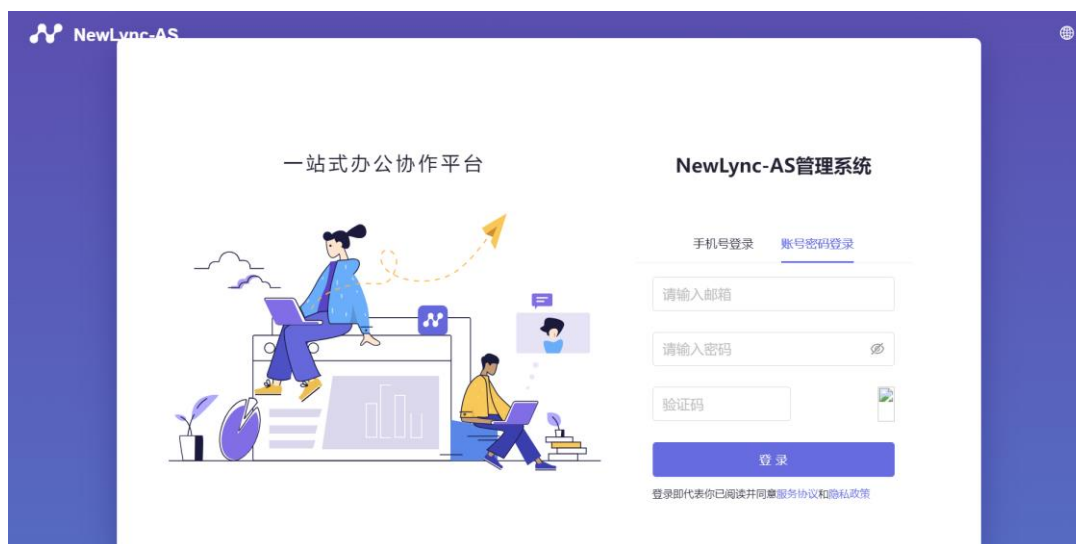 NewLync-AS
一站式办公协作平台
NewLync-AS管理系统
手机号登录 账号密码登录
请输入邮箱
请输入密码
验证码
登 录
登录即代表你已阅读并同意服务协议和隐私政策